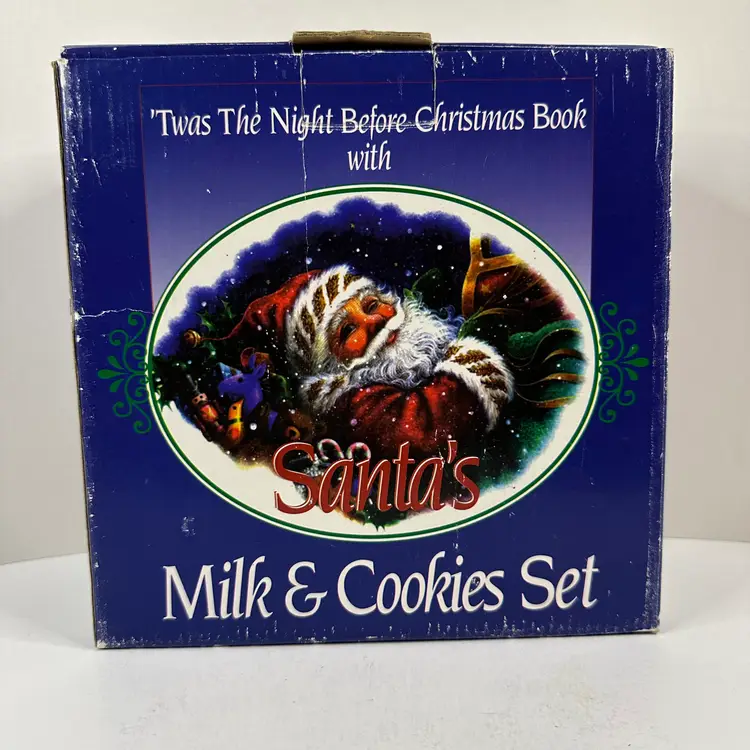 'Twas The Night Before Christmas Book
with
Santa's
Milk & Cookies Set